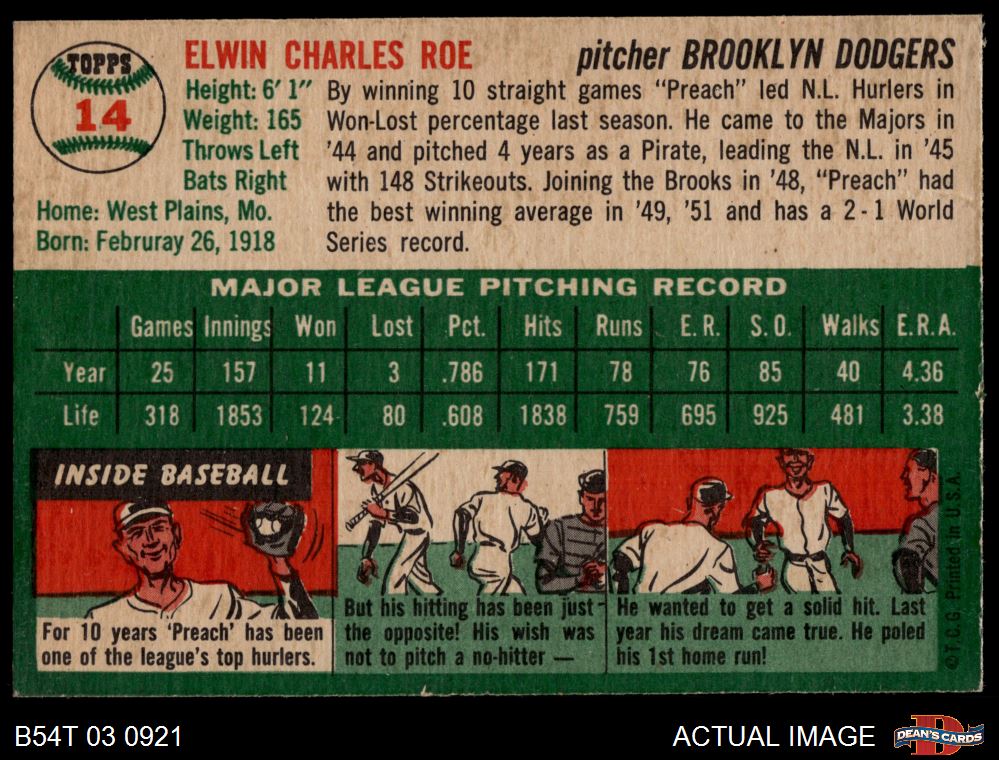 TOPPS
14
ELWIN CHARLES ROE
pitcher BROOKLYN DODGERS
Height: 6' 1"
Weight: 165
Throws Left
Bats Right
Home: West Plains, Mo.
Born: Februray 26, 1918
By winning 10 straight games "Preach" led N.L. Hurlers in
Won-Lost percentage last season. He came to the Majors in
'44 and pitched 4 years as a Pirate, leading the N.L. in '45
with 148 Strikeouts. Joining the Brooks in '48, "Preach" had
the best winning average in '49, '51 and has a 2-1 World
Series record.
MAJOR LEAGUE PITCHING RECORD
Games Innings Won Lost Pct. Hits Runs E.R. S.O. Walks E.R.A.
Year 25 157 11 3 .786 171 78 76 85 40 4.36
Life 318 1853 124 80 .608 1838 759 695 925 481 3.38
INSIDE BASEBALL
For 10 years 'Preach' has been
one of the league's top hurlers.
But his hitting has been just
the opposite! His wish was
not to pitch a no-hitter —
He wanted to get a solid hit. Last
year his dream came true. He poled
his 1st home run!
©T.C.G. Printed in U.S.A.
B54T 03 0921
ACTUAL IMAGE
DEAN'S CARDS